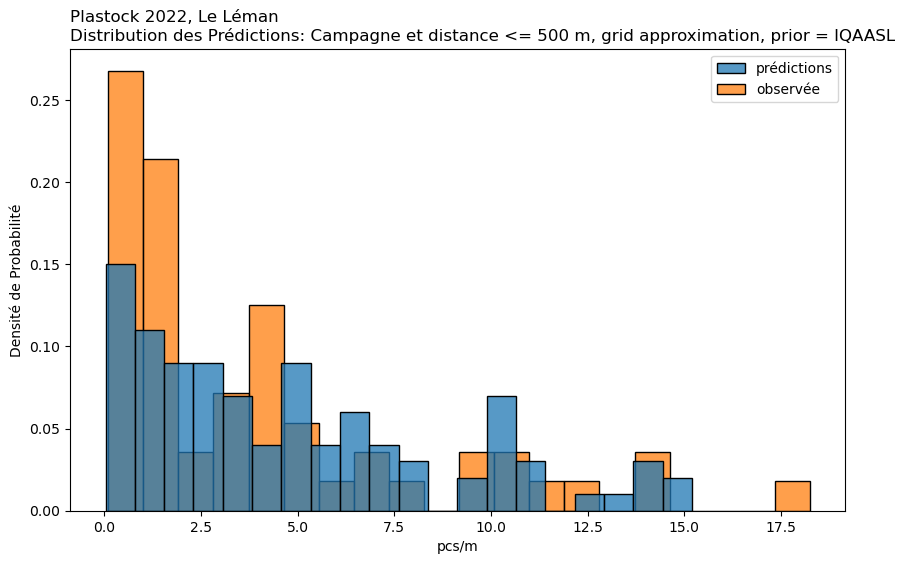 Plastock 2022, Le Léman
Distribution des Prédictions: Campagne et distance <= 500 m, grid approximation, prior = IQAASL
prédictions
observée
Densité de Probabilité
0.25
0.20
0.15
0.10
0.05
0.00
0.0 2.5 5.0 7.5 10.0 12.5 15.0 17.5
pcs/m